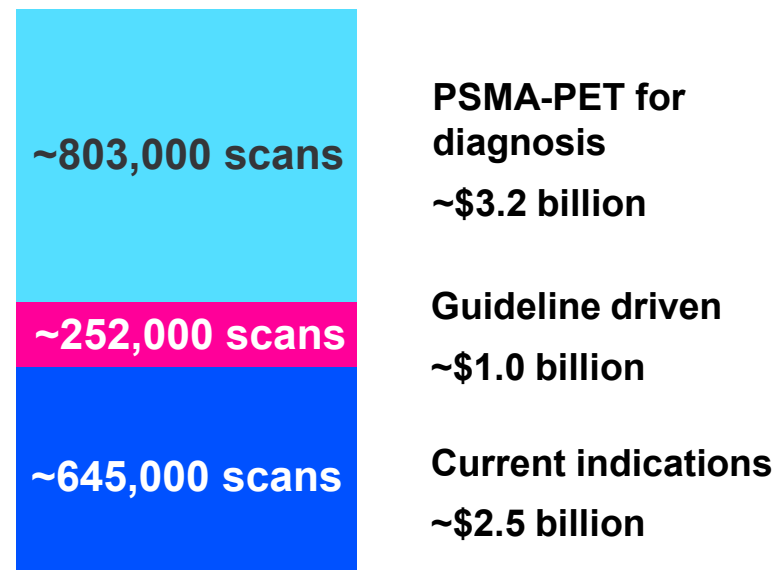 ~803,000 scans
PSMA-PET for
diagnosis
~$3.2 billion
~252,000 scans
Guideline driven
~$1.0 billion
~645,000 scans
Current indications
~$2.5 billion